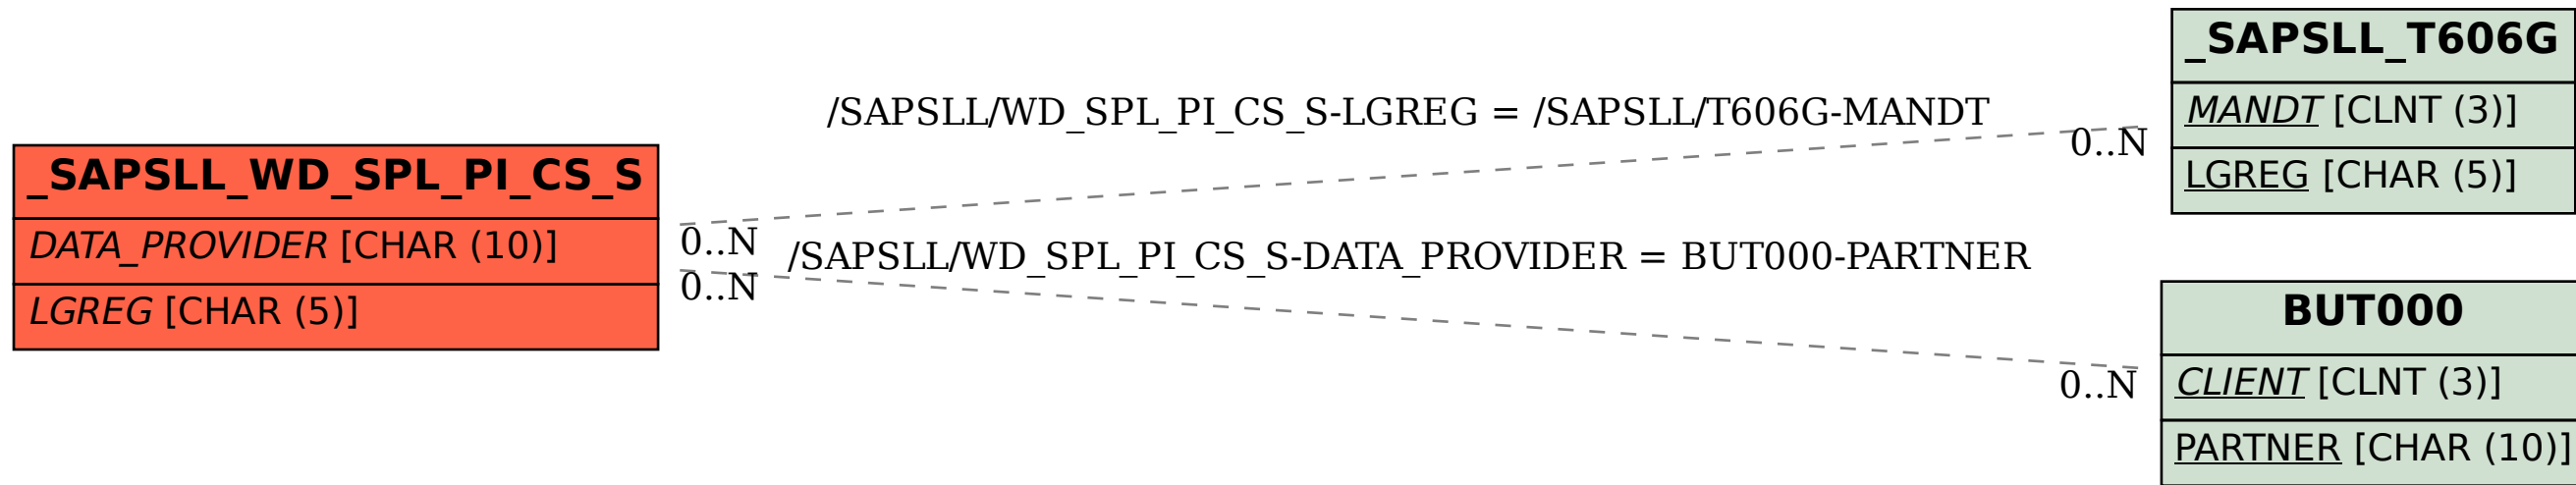 _SAPSLL_WD_SPL_PI_CS_S
DATA_PROVIDER [CHAR (10)]
LGREG [CHAR (5)]
/SAPSLL/WD_SPL_PI_CS_S-LGREG = /SAPSLL/T606G-MANDT
0..N
0..N
/SAPSLL/WD_SPL_PI_CS_S-DATA_PROVIDER = BUT000-PARTNER
0..N
0..N
_SAPSLL_T606G
MANDT [CLNT (3)]
LGREG [CHAR (5)]
BUT000
CLIENT [CLNT (3)]
PARTNER [CHAR (10)]